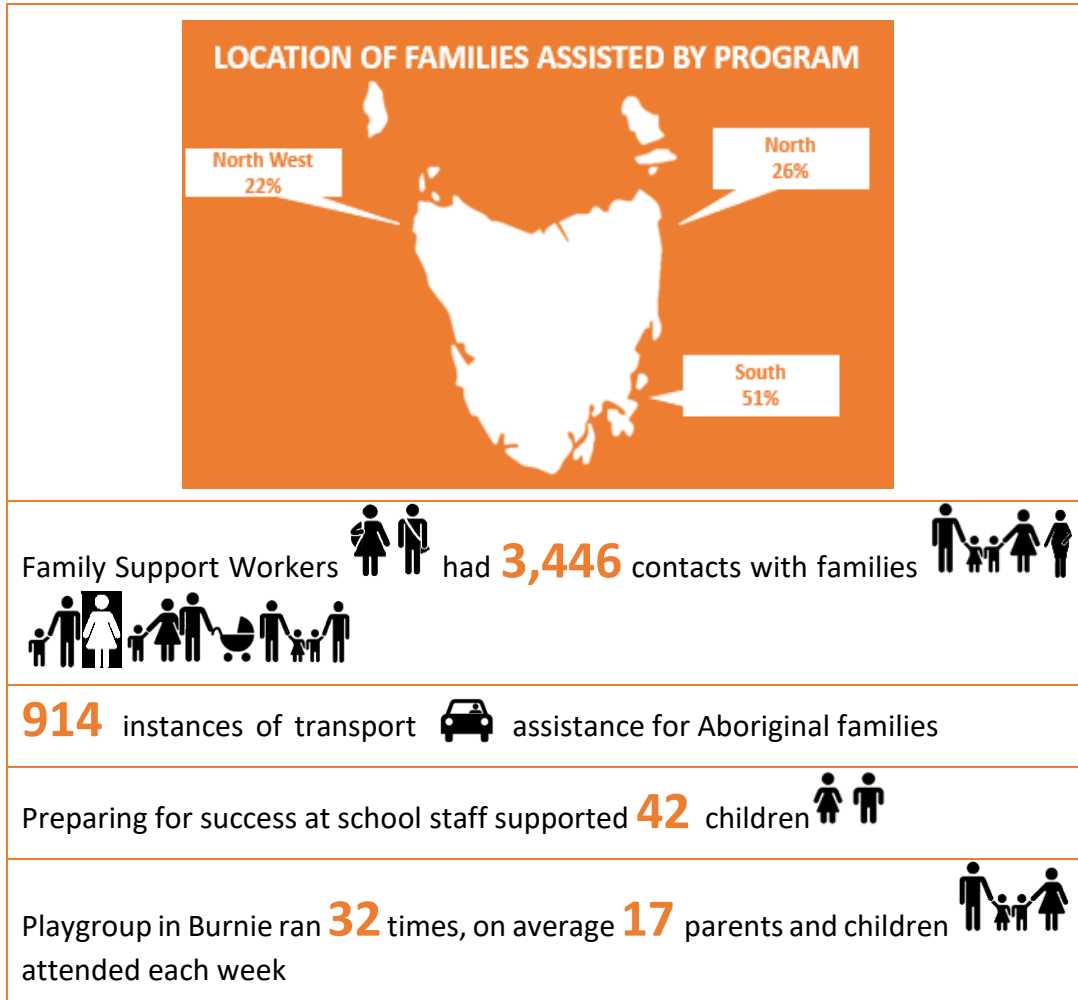 LOCATION OF FAMILIES ASSISTED BY PROGRAM
North West
22%
North
26%
South
51%
Family Support Workers had 3,446 contacts with families
914 instances of transport assistance for Aboriginal families
Preparing for success at school staff supported 42 children
Playgroup in Burnie ran 32 times, on average 17 parents and children
attended each week